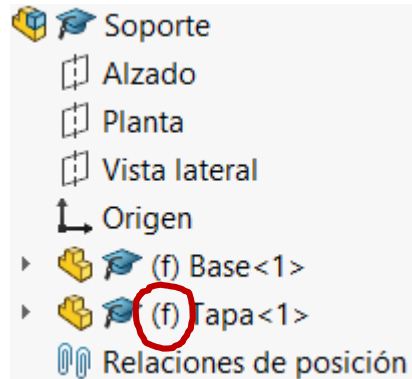 Soporte
Alzado
Planta
Vista lateral
Origen
(f) Base<1>
(f) Tapa<1>
Relaciones de posición